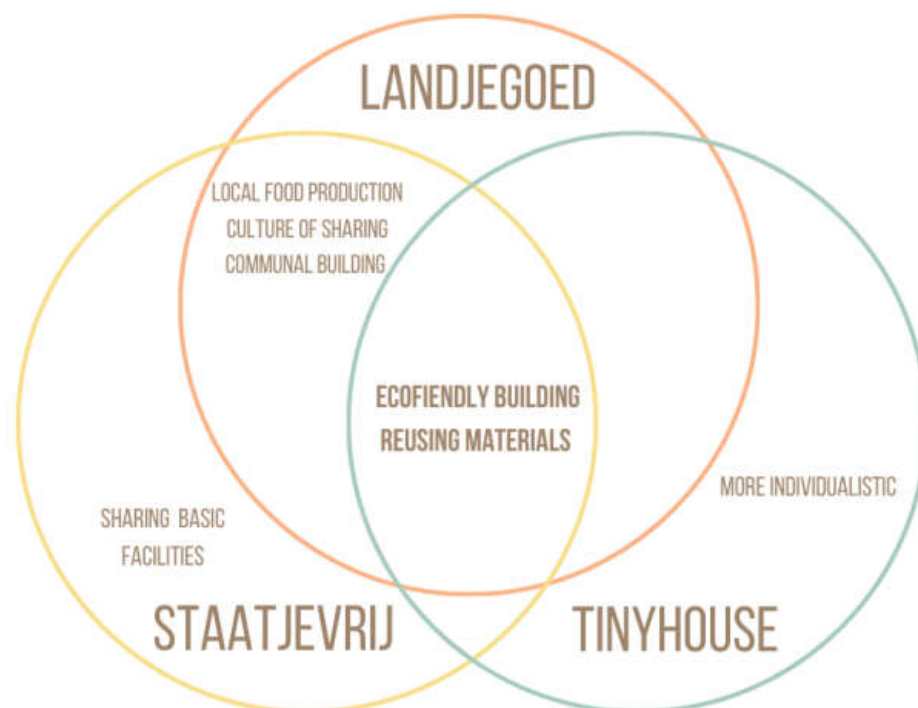 LANDJEGOED
LOCAL FOOD PRODUCTION
CULTURE OF SHARING
COMMUNAL BUILDING
ECOFIENDLY BUILDING
REUSING MATERIALS
MORE INDIVIDUALISTIC
SHARING BASIC
FACILITIES
STAATJEVRIJ
TINYHOUSE